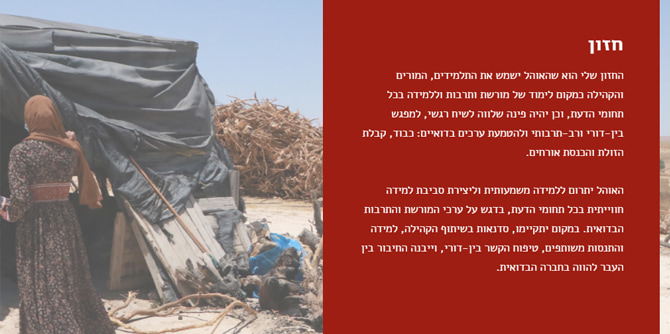 חזון
החזון שלי הוא שהאוהל ישמש את התלמידים, המורים
והקהילה כמקום לימוד של מורשת ותרבות וללמידה בכל
תחומי הדעת, וכן יהיה פינה שלווה לשיח רגשי, למפגש
בין-דורי ורב-תרבותי ולהטמעת ערכים בדואיים: כבוד, קבלת
הזולת והכנסת אורחים.
האוהל יתרום ללמידה משמעותית וליצירת סביבת למידה
חווייתית בכל תחומי הדעת, בדגש על ערכי המורשת והתרבות
הבדואית. במקום יתקיימו, סדנאות בשיתוף הקהילה, למידה
והתנסות משותפים, טיפוח הקשר בין-דורי, וייבנה החיבור בין
העבר להווה בחברה הבדואית.